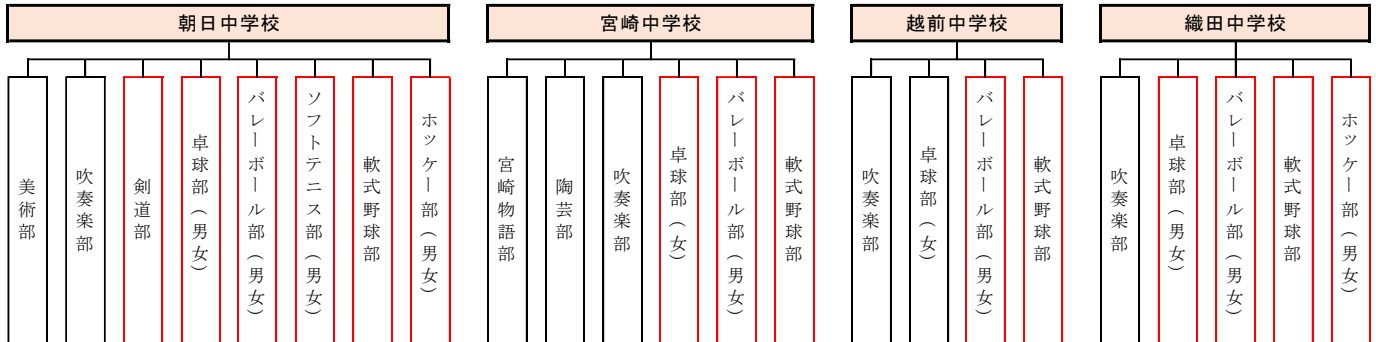 朝日中学校
美術部
吹奏楽部
剣道部
卓球部（男女）
バレーボール部（男女）
ソフトテニス部（男女）
軟式野球部
ホッケー部（男女）
宮崎中学校
宮崎物語部
陶芸部
吹奏楽部
卓球部（女）
バレーボール部（男女）
軟式野球部
越前中学校
吹奏楽部
卓球部（女）
バレーボール部（男女）
軟式野球部
織田中学校
吹奏楽部
卓球部（男女）
バレーボール部（男女）
軟式野球部
ホッケー部（男女）